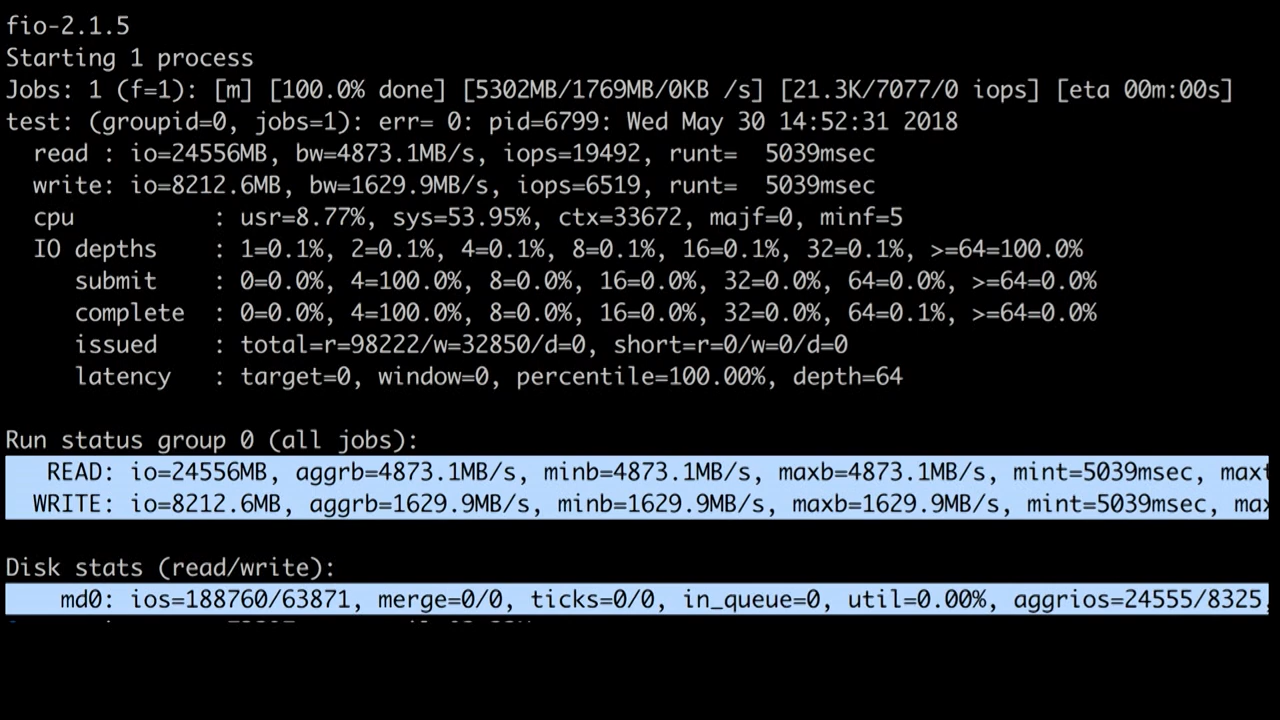 fio-2.1.5
Starting 1 process
Jobs: 1 (f=1): [m] [100.0% done] [5302MB/1769MB/0KB /s] [21.3K/7077/0 iops] [eta 00m:00s]
test: (groupid=0, jobs=1): err= 0: pid=6799: Wed May 30 14:52:31 2018
read : io=24556MB, bw=4873.1MB/s, iops=19492, runt= 5039msec
write: io=8212.6MB, bw=1629.9MB/s, iops=6519, runt= 5039msec
cpu : usr=8.77%, sys=53.95%, ctx=33672, majf=0, minf=5
IO depths : 1=0.1%, 2=0.1%, 4=0.1%, 8=0.1%, 16=0.1%, 32=0.1%, >=64=100.0%
submit : 0=0.0%, 4=100.0%, 8=0.0%, 16=0.0%, 32=0.0%, 64=0.0%, >=64=0.0%
complete : 0=0.0%, 4=100.0%, 8=0.0%, 16=0.0%, 32=0.0%, 64=0.1%, >=64=0.0%
issued : total=r=98222/w=32850/d=0, short=r=0/w=0/d=0
latency : target=0, window=0, percentile=100.00%, depth=64
Run status group 0 (all jobs):
READ: io=24556MB, aggrb=4873.1MB/s, minb=4873.1MB/s, maxb=4873.1MB/s, mint=5039msec, maxt
WRITE: io=8212.6MB, aggrb=1629.9MB/s, minb=1629.9MB/s, maxb=1629.9MB/s, mint=5039msec, max
Disk stats (read/write):
md0: ios=188760/63871, merge=0/0, ticks=0/0, in_queue=0, util=0.00%, aggrios=24555/8325,